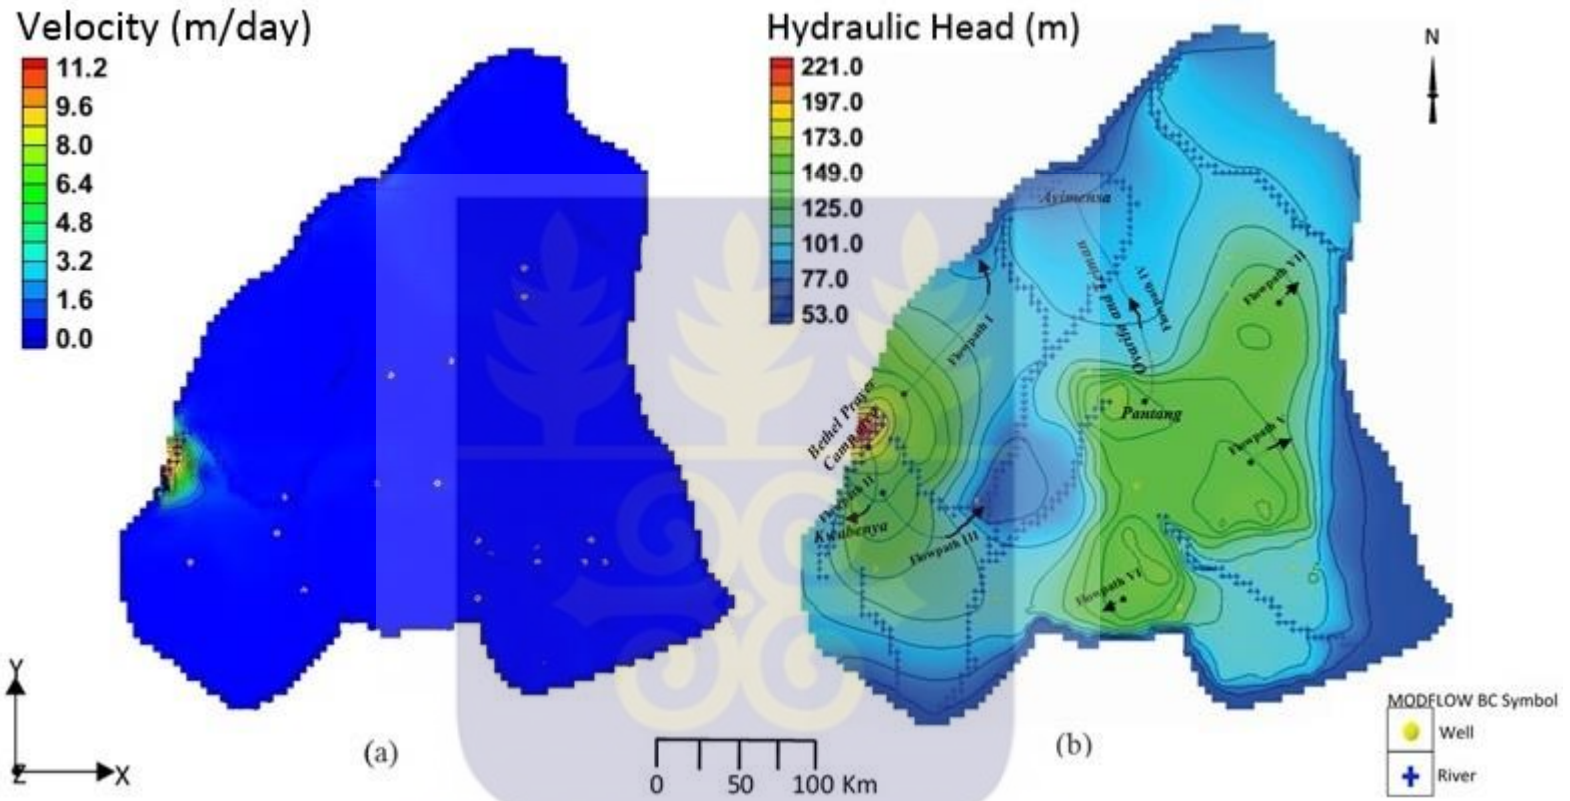 Velocity (m/day)
11.2
9.6
8.0
6.4
4.8
3.2
1.6
0.0
Y
Z
X
(a)
0 50 100 Km
Hydraulic Head (m)
221.0
197.0
173.0
149.0
125.0
101.0
77.0
53.0
N
Ayimensa
Flowpath VII
Flowpath IV
Oyarifa and Teiman
Flowpath I
Bethel Prayer
Camp
Pantang
Flowpath V
Flowpath II
Kwabenya
Flowpath III
Flowpath VI
(b)
MODFLOW BC Symbol
Well
River